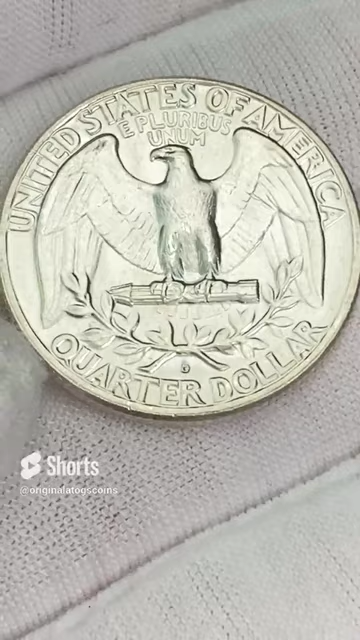 UNITED STATES OF AMERICA
E PLURIBUS
UNUM
QUARTER DOLLAR
Shorts
@originalatogscoins